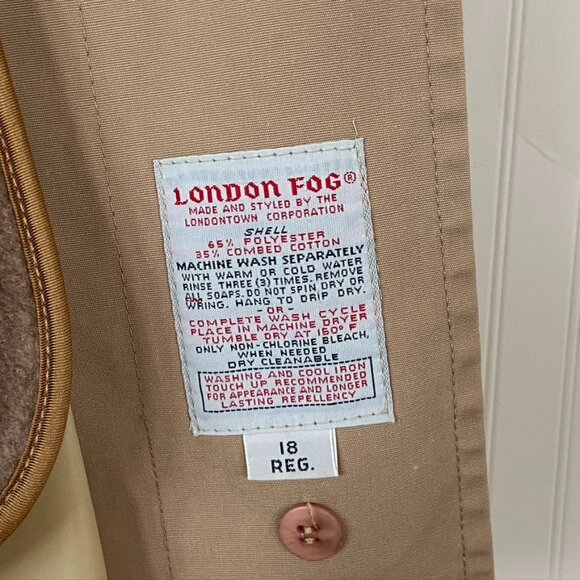 LONDON FOG®
MADE AND STYLED BY THE
LONDONTOWN CORPORATION
SHELL
65% POLYESTER
35% COMBED COTTON
MACHINE WASH SEPARATELY
WITH WARM OR COLD WATER
RINSE THREE (3) TIMES. REMOVE
ALL SOAPS. DO NOT SPIN DRY OR
WRING. HANG TO DRIP DRY.
-OR-
COMPLETE WASH CYCLE
PLACE IN MACHINE DRYER
TUMBLE DRY AT 160° F
ONLY NON-CHLORINE BLEACH,
WHEN NEEDED
DRY CLEANABLE
WASHING AND COOL IRON
TOUCH UP RECOMMENDED
FOR APPEARANCE AND LONGER
LASTING REPELLENCY
18
REG.